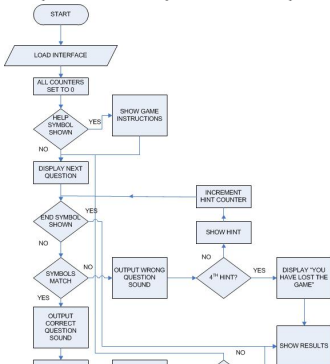 START
LOAD INTERFACE
ALL COUNTERS
SET TO 0
HELP
SYMBOL
SHOWN
YES
SHOW GAME
INSTRUCTIONS
NO
DISPLAY NEXT
QUESTION
INCREMENT
HINT COUNTER
END SYMBOL
SHOWN
YES
NO
SHOW HINT
NO
SYMBOLS
MATCH
NO
OUTPUT WRONG
QUESTION
SOUND
4TH HINT?
YES
DISPLAY "YOU
HAVE LOST THE
GAME"
YES
OUTPUT
CORRECT
QUESTION
SOUND
SHOW RESULTS
NO